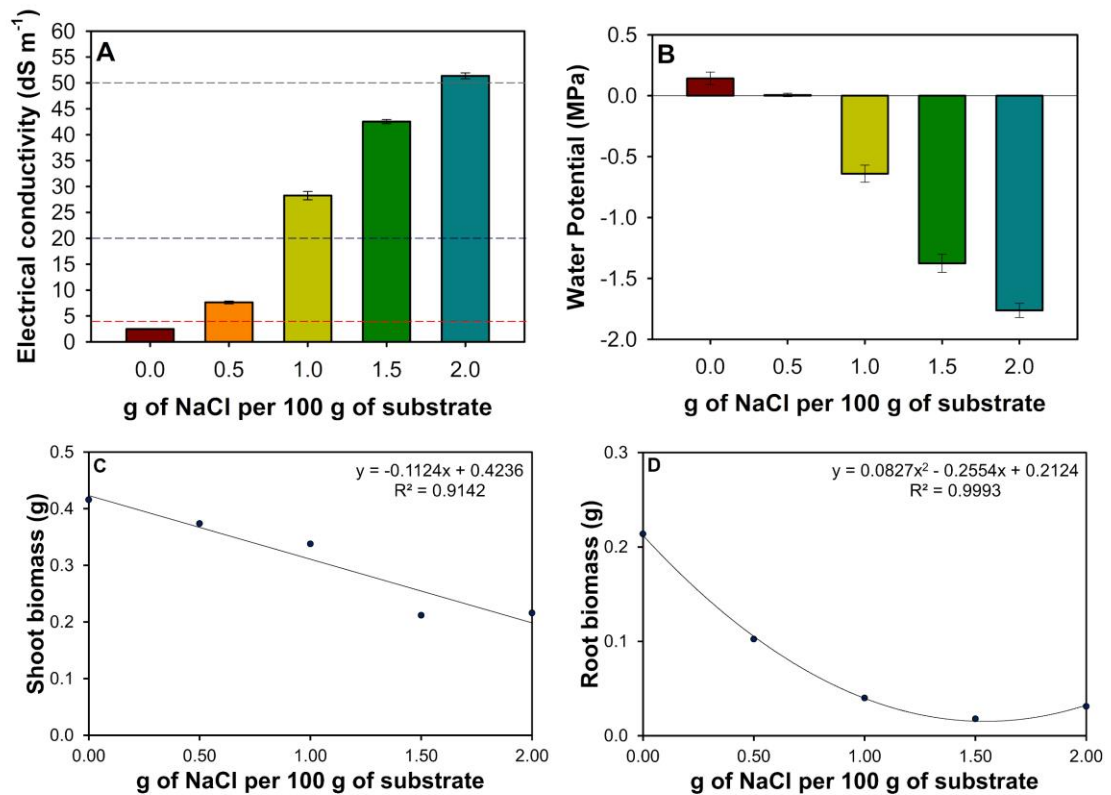 A
Electrical conductivity (dS m⁻¹)
60
55
50
45
40
35
30
25
20
15
10
5
0
0.0 0.5 1.0 1.5 2.0
g of NaCl per 100 g of substrate
B
Water Potential (MPa)
0.5
0.0
-0.5
-1.0
-1.5
-2.0
0.0 0.5 1.0 1.5 2.0
g of NaCl per 100 g of substrate
C
y = -0.1124x + 0.4236
R² = 0.9142
Shoot biomass (g)
0.5
0.4
0.3
0.2
0.1
0.0
0.00 0.50 1.00 1.50 2.00
g of NaCl per 100 g of substrate
D
y = 0.0827x² - 0.2554x + 0.2124
R² = 0.9993
Root biomass (g)
0.3
0.2
0.1
0.0
0.00 0.50 1.00 1.50 2.00
g of NaCl per 100 g of substrate